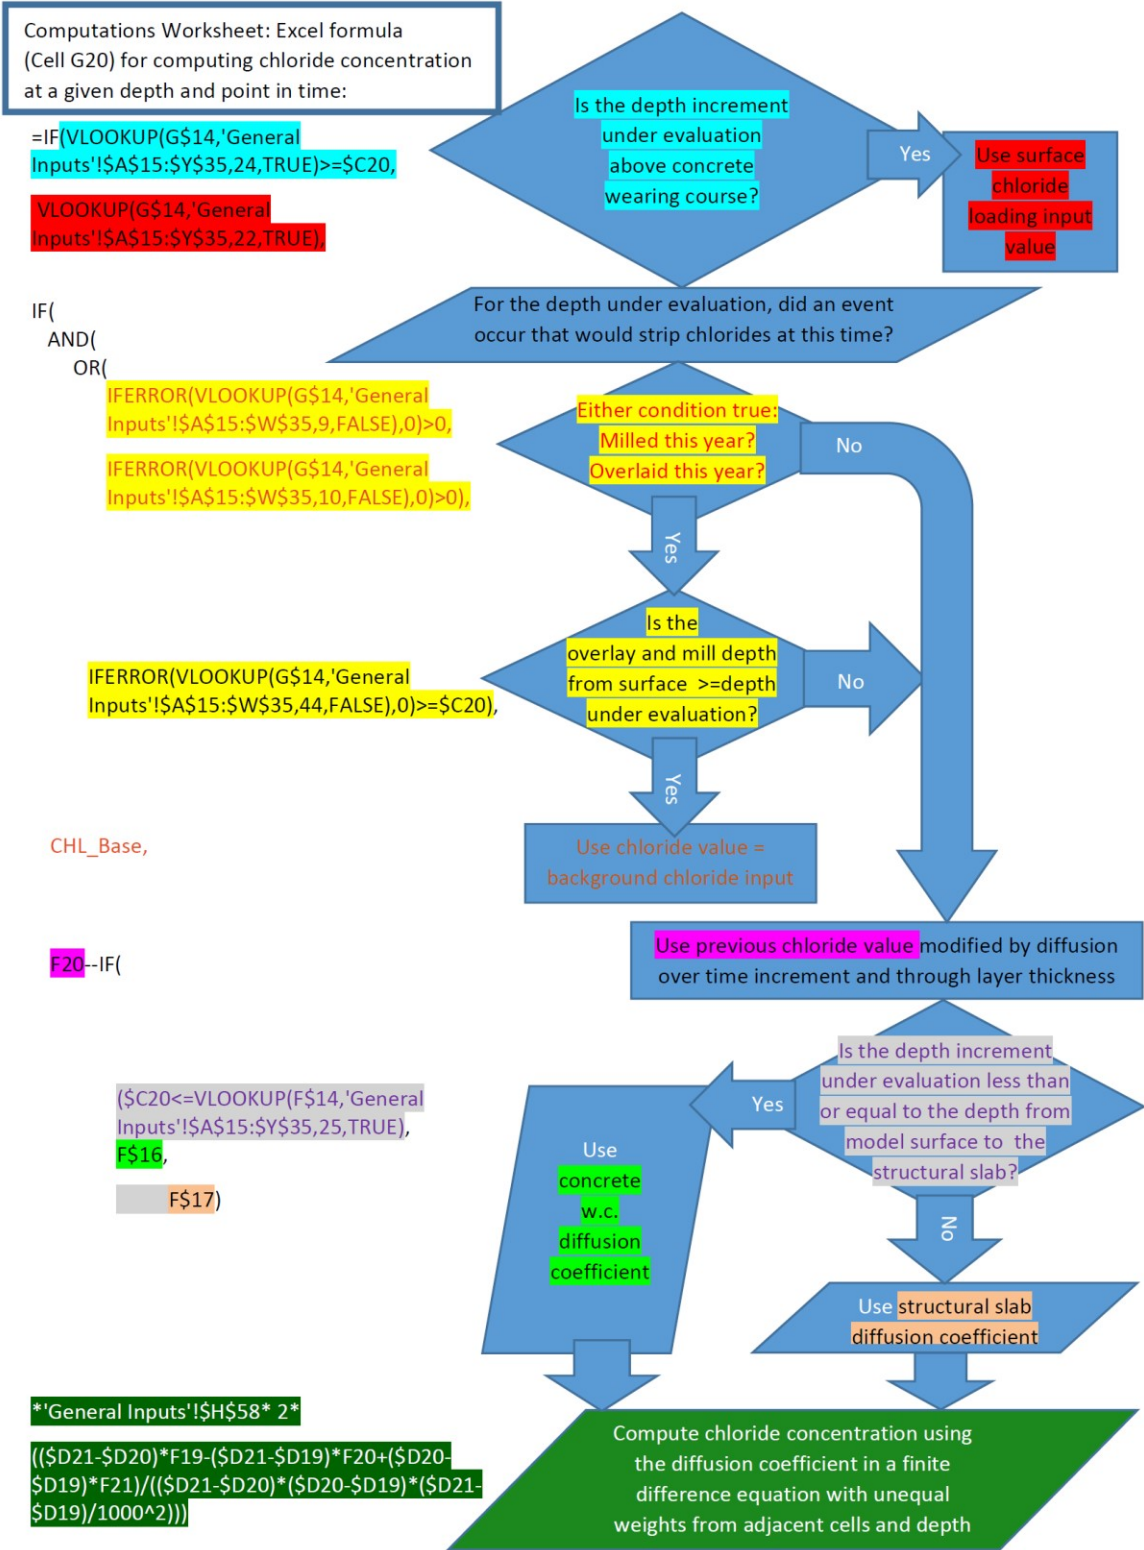 Computations Worksheet: Excel formula
(Cell G20) for computing chloride concentration
at a given depth and point in time:
=IF(VLOOKUP(G$14,'General
Inputs'!$A$15:$Y$35,24,TRUE)>=$C20,
VLOOKUP(G$14,'General
Inputs'!$A$15:$Y$35,22,TRUE),
Is the depth increment
under evaluation
above concrete
wearing course?
Yes
Use surface
chloride
loading input
value
IF(
AND(
OR(
For the depth under evaluation, did an event
occur that would strip chlorides at this time?
IFERROR(VLOOKUP(G$14,'General
Inputs'!$A$15:$W$35,9,FALSE),0)>0,
IFERROR(VLOOKUP(G$14,'General
Inputs'!$A$15:$W$35,10,FALSE),0)>0),
Either condition true:
Milled this year?
Overlaid this year?
No
Yes
IFERROR(VLOOKUP(G$14,'General
Inputs'!$A$15:$W$35,44,FALSE),0)>=$C20),
Is the
overlay and mill depth
from surface >=depth
under evaluation?
No
Yes
CHL_Base,
Use chloride value =
background chloride input
F20--IF(
Use previous chloride value modified by diffusion
over time increment and through layer thickness
($C20<=VLOOKUP(F$14,'General
Inputs'!$A$15:$Y$35,25,TRUE),
F$16,
F$17)
Is the depth increment
under evaluation less than
or equal to the depth from
model surface to the
structural slab?
Yes
Use
concrete
w.c.
diffusion
coefficient
No
Use structural slab
diffusion coefficient
*'General Inputs'!$H$58* 2*
(($D21-$D20)*F19-($D21-$D19)*F20+($D20-
$D19)*F21)/(($D21-$D20)*($D20-$D19)*($D21-
$D19)/1000^2)))
Compute chloride concentration using
the diffusion coefficient in a finite
difference equation with unequal
weights from adjacent cells and depth